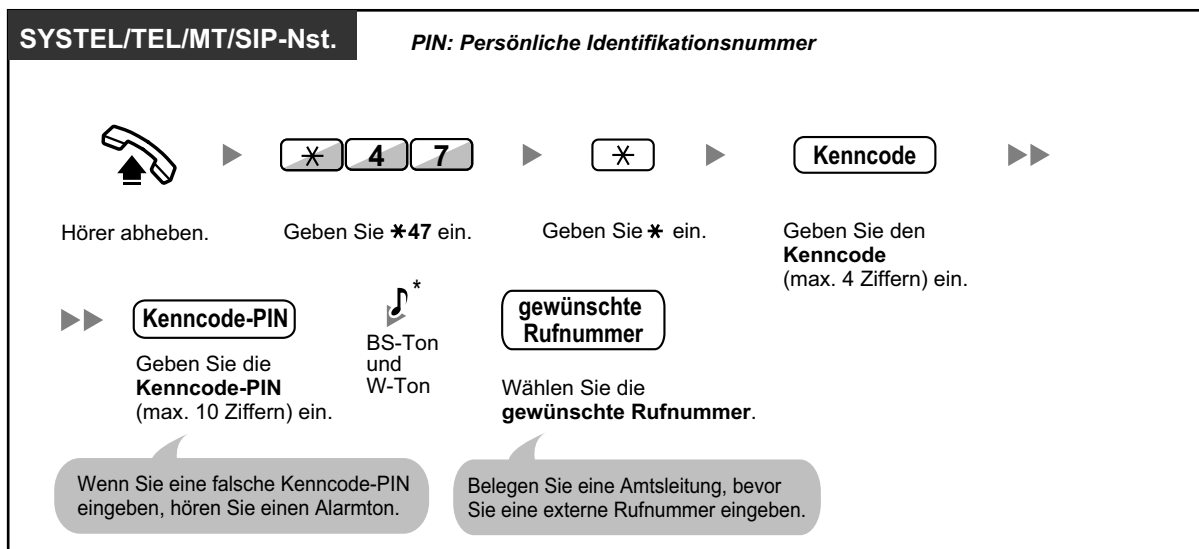 SYSTEL/TEL/MT/SIP-Nst.
PIN: Persönliche Identifikationsnummer
* 4 7
*
Kenncode
Hörer abheben.
Geben Sie *47 ein.
Geben Sie * ein.
Geben Sie den
Kenncode
(max. 4 Ziffern) ein.
Kenncode-PIN
Geben Sie die
Kenncode-PIN
(max. 10 Ziffern) ein.
*
BS-Ton
und
W-Ton
gewünschte
Rufnummer
Wählen Sie die
gewünschte Rufnummer.
Wenn Sie eine falsche Kenncode-PIN
eingeben, hören Sie einen Alarmton.
Belegen Sie eine Amtsleitung, bevor
Sie eine externe Rufnummer eingeben.